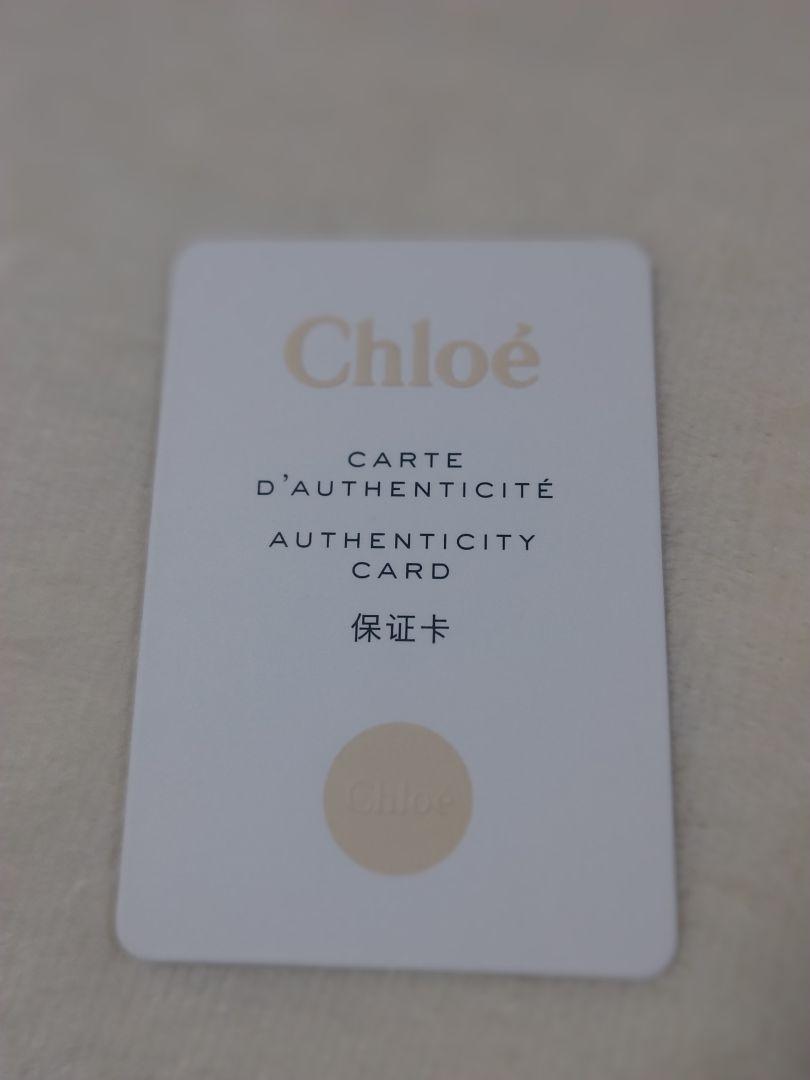 Chloé
CARTE
D'AUTHENTICITÉ
AUTHENTICITY
CARD
保证卡
Chloé